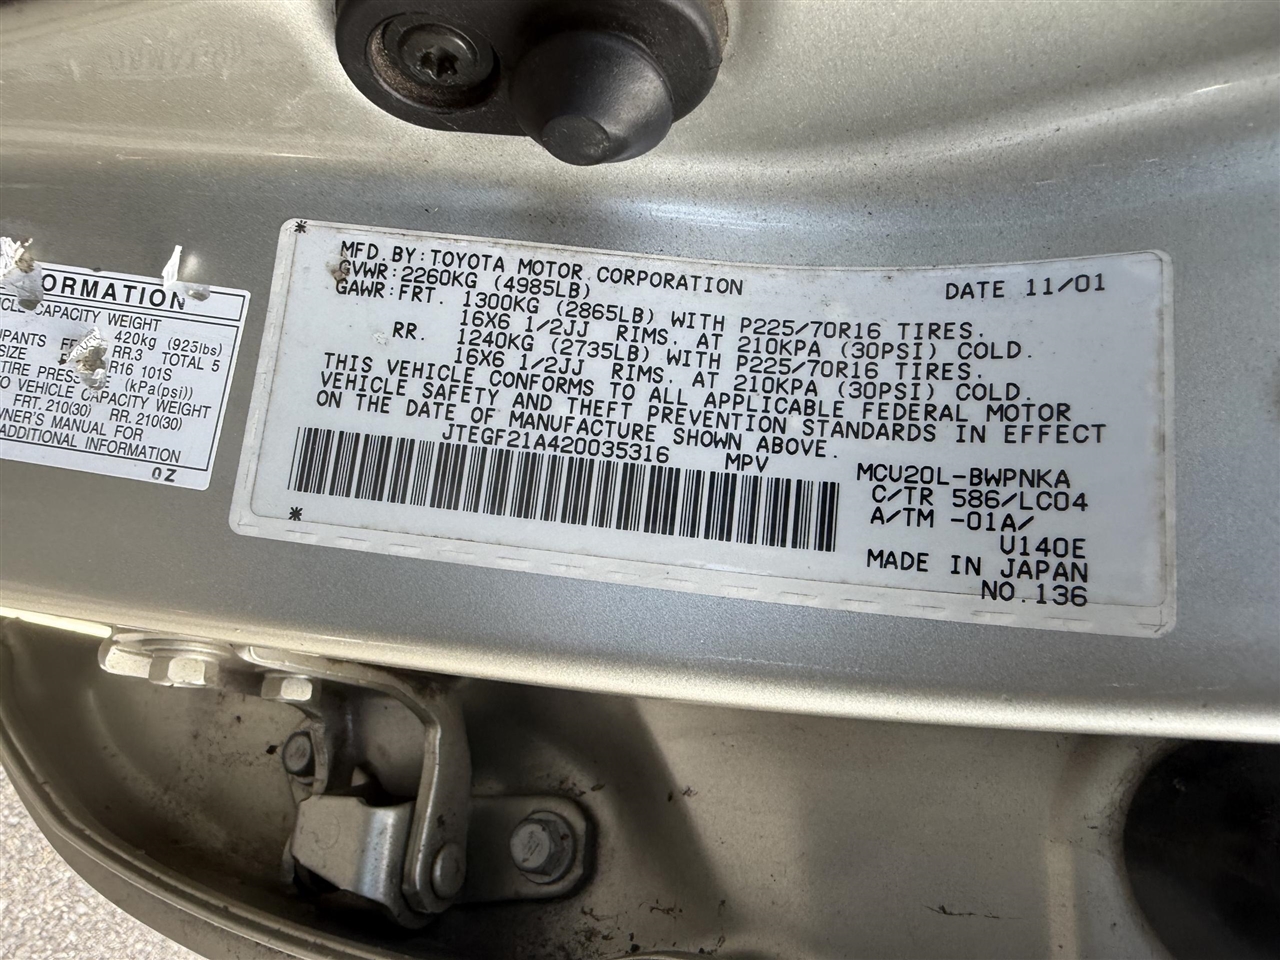 MFD.BY:TOYOTA MOTOR CORPORATION DATE 11/01
GVWR:2260KG (4985LB)
GAWR:FRT. 1300KG (2865LB) WITH P225/70R16 TIRES.
16X6 1/2JJ RIMS. AT 210KPA (30PSI) COLD.
RR. 1240KG (2735LB) WITH P225/70R16 TIRES.
16X6 1/2JJ RIMS. AT 210KPA (30PSI) COLD.
THIS VEHICLE CONFORMS TO ALL APPLICABLE FEDERAL MOTOR
VEHICLE SAFETY AND THEFT PREVENTION STANDARDS IN EFFECT
ON THE DATE OF MANUFACTURE SHOWN ABOVE.
JTEGF21A420035316 MPV
MCU20L-BWPNKA
C/TR 586/LC04
A/TM -01A/
U140E
MADE IN JAPAN
NO.136
ORMATION
CAPACITY WEIGHT
420kg (925lbs)
UPANTS RR.3 TOTAL 5
SIZE R16 101S
TIRE (kPa(psi))
TO VEHICLE CAPACITY WEIGHT
FRT. 210(30) RR. 210(30)
WNER'S MANUAL FOR
ADDITIONAL INFORMATION
0Z